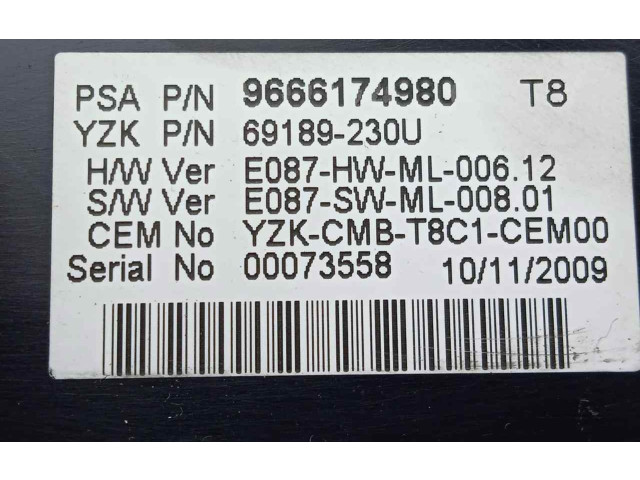 PSA P/N 9666174980 T8
YZK P/N 69189-230U
H/W Ver E087-HW-ML-006.12
S/W Ver E087-SW-ML-008.01
CEM No YZK-CMB-T8C1-CEM00
Serial No 00073558 10/11/2009